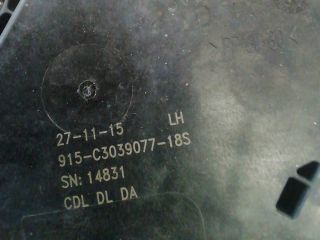 27-11-15 LH
915-C3039077-18S
SN: 14831
CDL DL DA